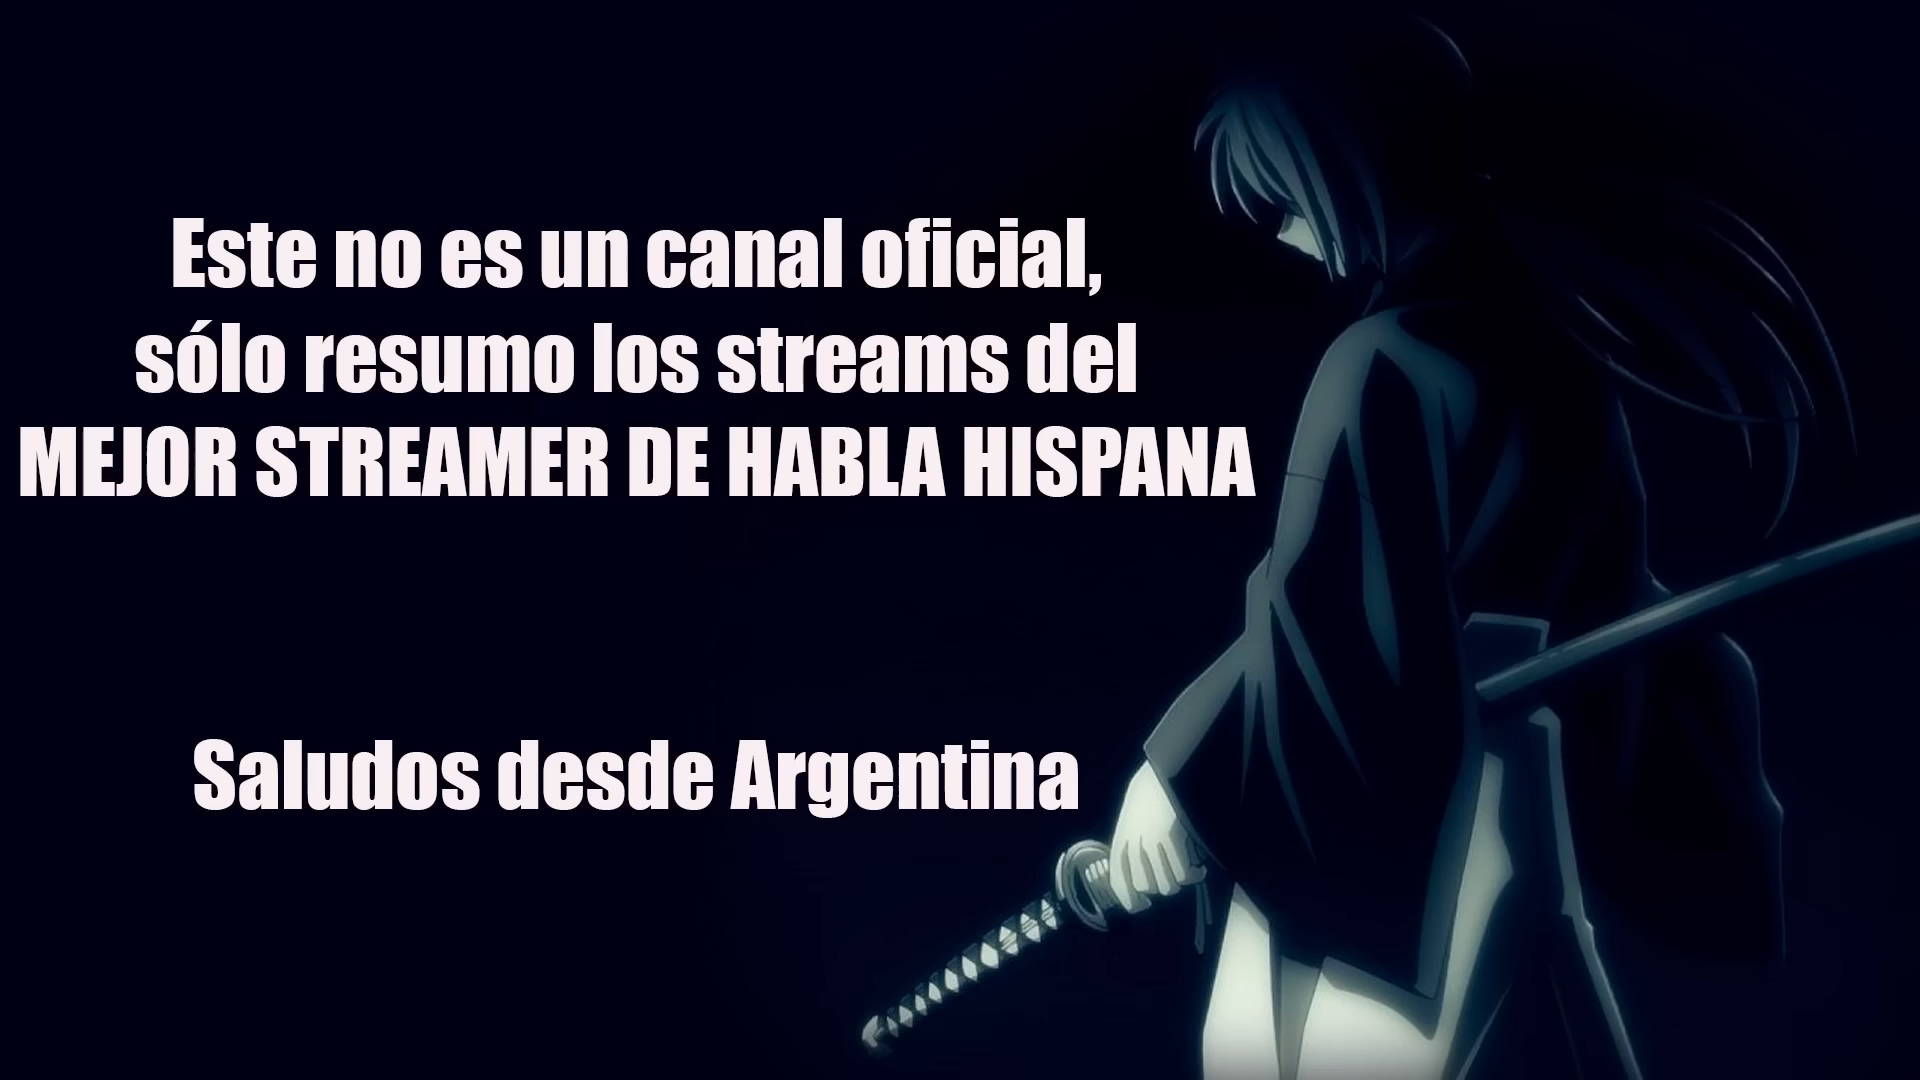 Este no es un canal oficial,
sólo resumo los streams del
MEJOR STREAMER DE HABLA HISPANA
Saludos desde Argentina